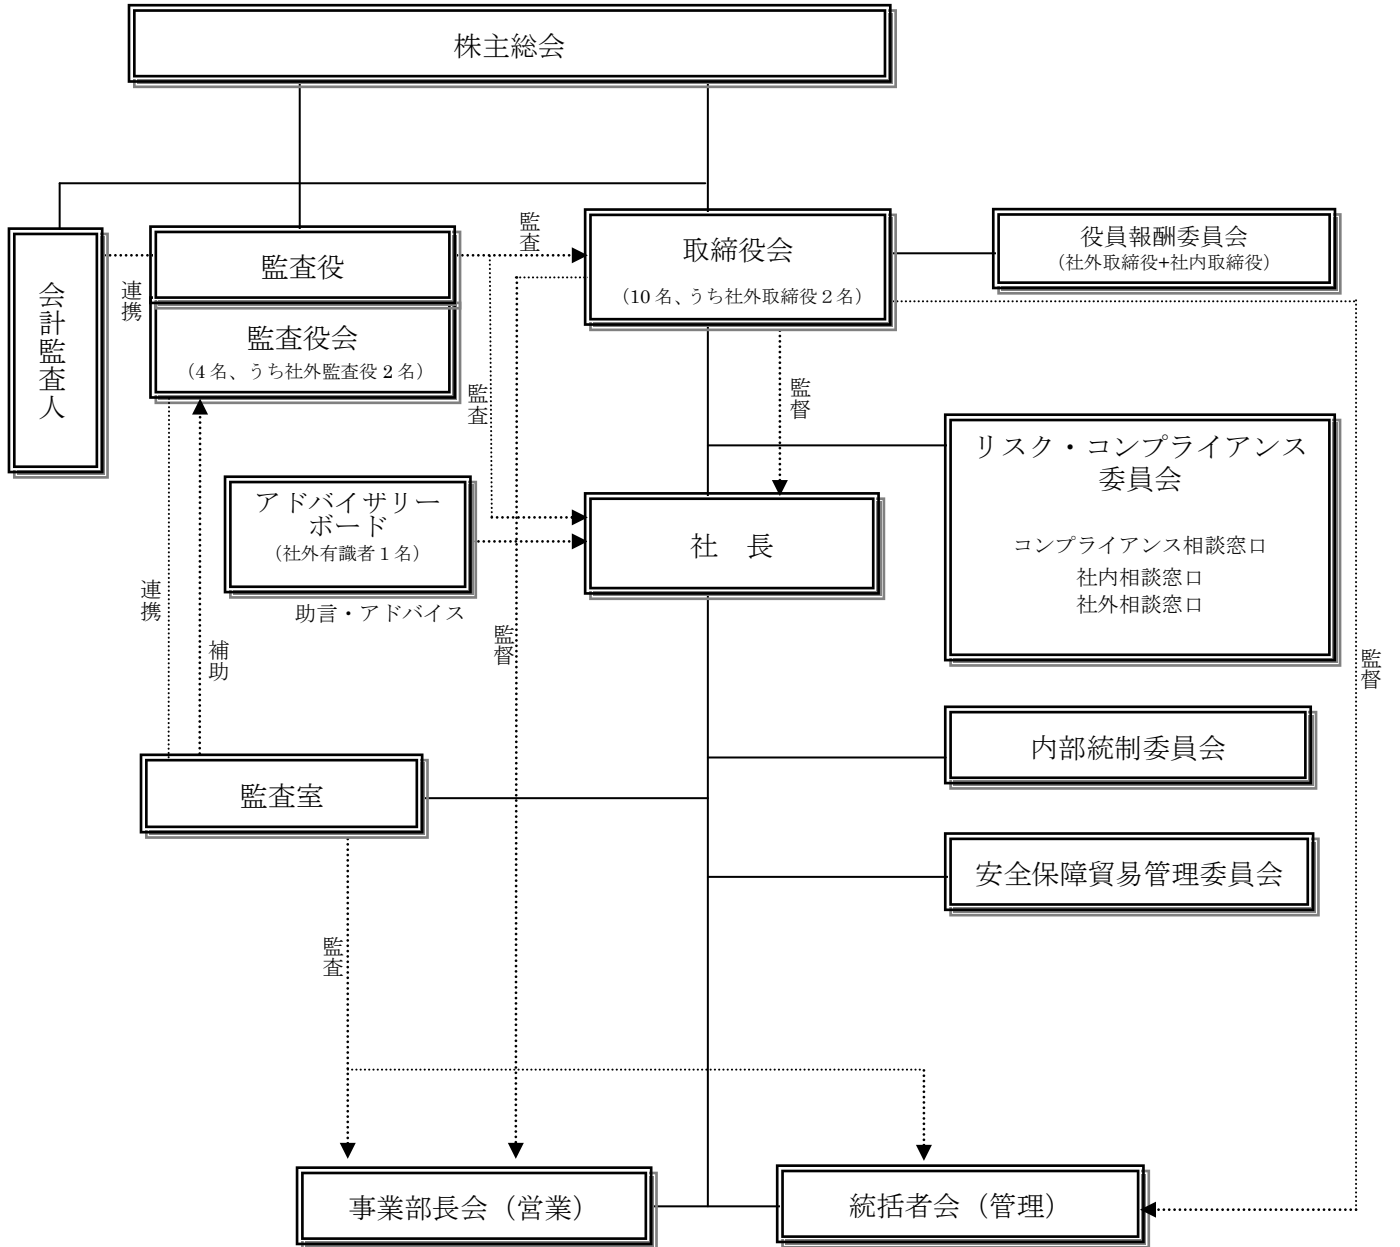 株主総会
監査
取締役会
(10名、うち社外取締役2名)
役員報酬委員会
(社外取締役+社内取締役)
会計監査人
連携
監査役
監査役会
(4名、うち社外監査役2名)
監査
監督
リスク・コンプライアンス
委員会
コンプライアンス相談窓口
社内相談窓口
社外相談窓口
アドバイザリー
ボード
(社外有識者1名)
助言・アドバイス
社 長
連携
補助
監督
監督
内部統制委員会
監査室
安全保障貿易管理委員会
監査
事業部長会(営業)
統括者会(管理)